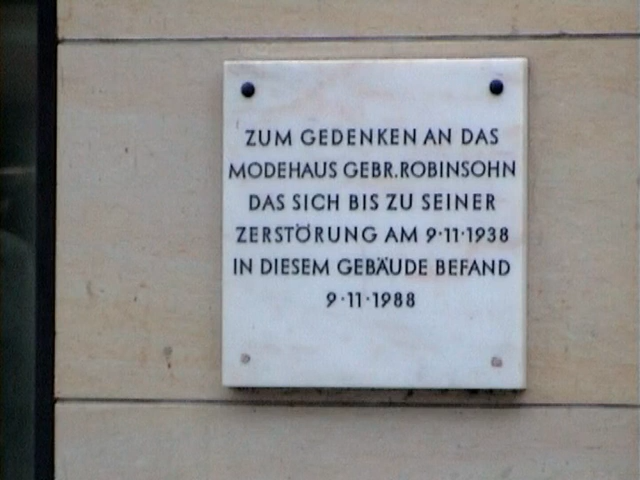 ZUM GEDENKEN AN DAS
MODEHAUS GEBR.ROBINSOHN
DAS SICH BIS ZU SEINER
ZERSTÖRUNG AM 9·11·1938
IN DIESEM GEBÄUDE BEFAND
9·11·1988